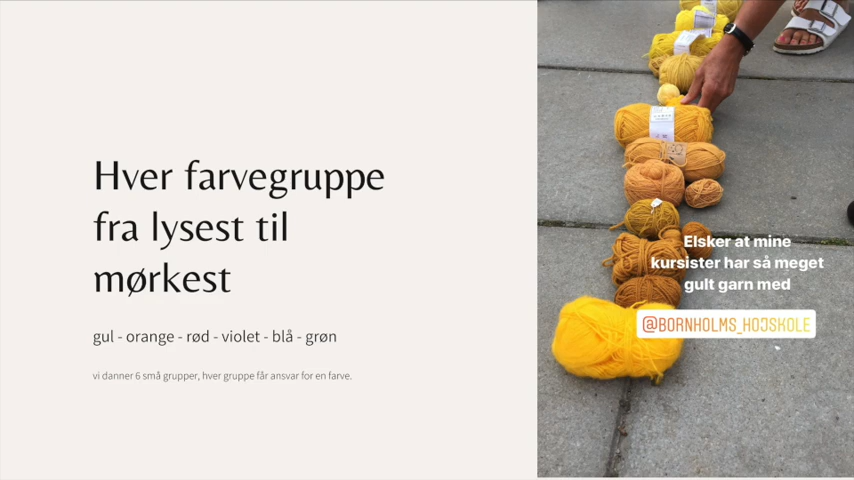 Hver farvegruppe
fra lysest til
mørkest
gul - orange - rød - violet - blå - grøn
vi danner 6 små grupper, hver gruppe får ansvar for en farve.
Elsker at mine
kursister har så meget
gult garn med
@BORNHOLMS_HOJSKOLE